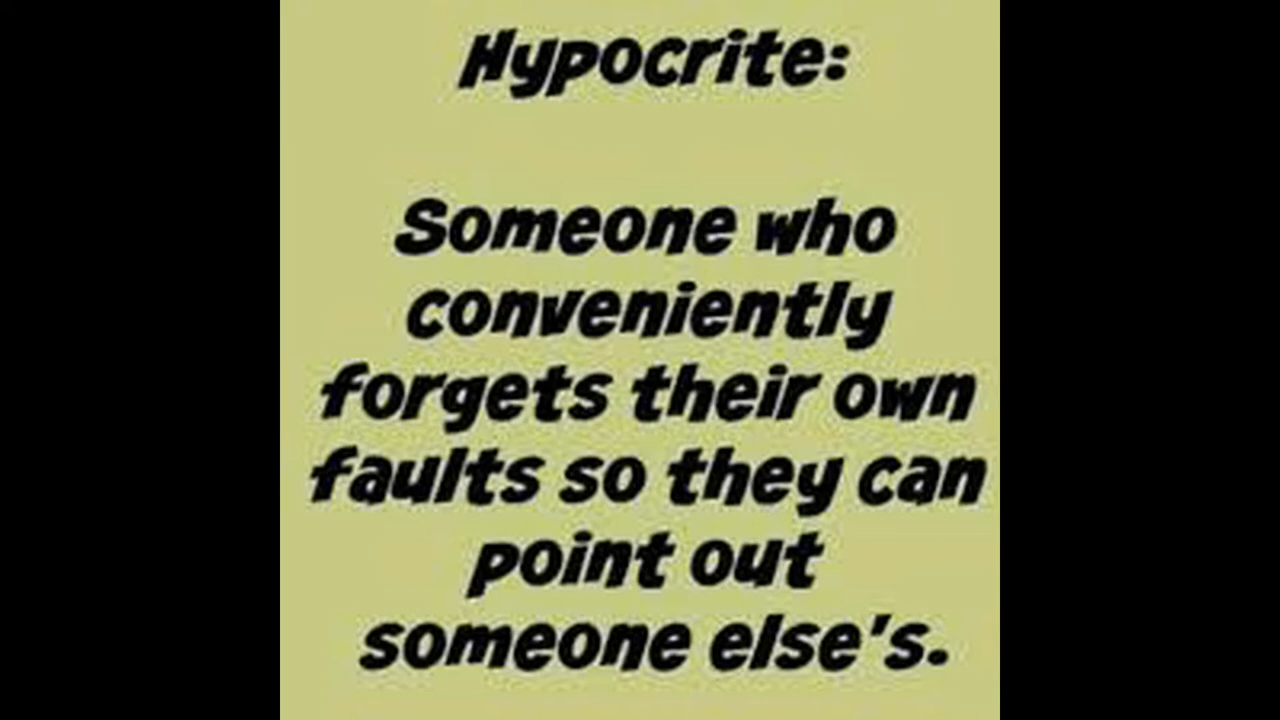 Hypocrite:
Someone who
conveniently
forgets their own
faults so they can
point out
someone else's.